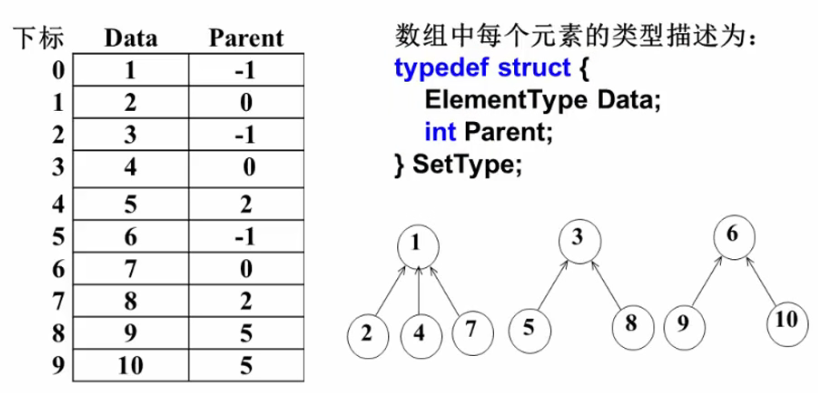 下标 Data Parent
0 1 -1
1 2 0
2 3 -1
3 4 0
4 5 2
5 6 -1
6 7 0
7 8 2
8 9 5
9 10 5
数组中每个元素的类型描述为：
typedef struct {
ElementType Data;
int Parent;
} SetType;
1 3 6
2 4 7 5 8 9 10